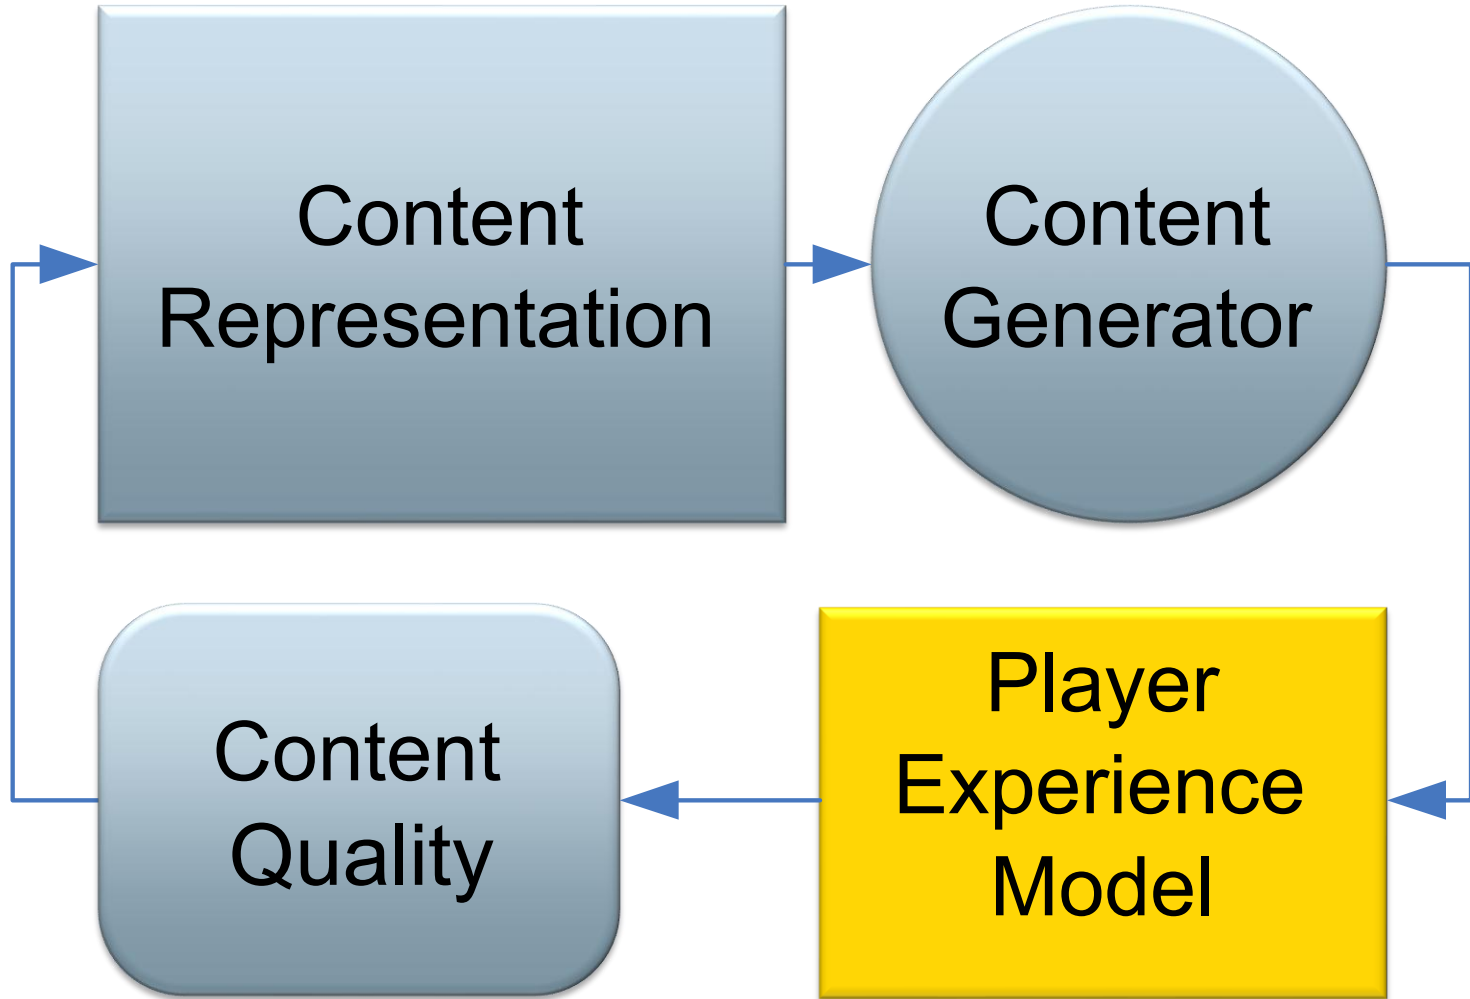 Content
Representation
Content
Generator
Content
Quality
Player
Experience
Model